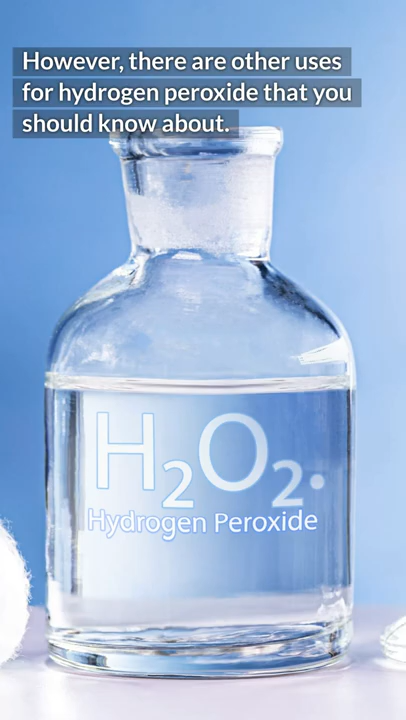 However, there are other uses
for hydrogen peroxide that you
should know about.
H₂O₂.
Hydrogen Peroxide